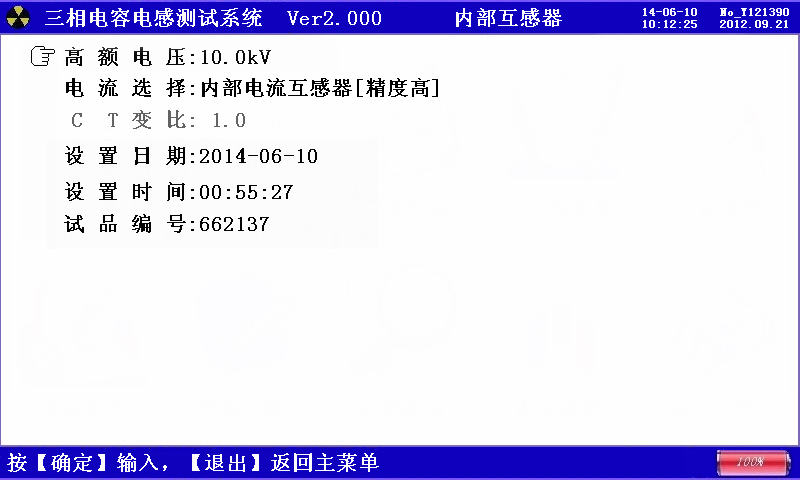 三相电容电感测试系统 Ver2.000 内部互感器 14-06-10 No_Y121390
10:12:25 2012.09.21
高 额 电 压:10.0kV
电 流 选 择:内部电流互感器[精度高]
C T 变 比: 1.0
设 置 日 期:2014-06-10
设 置 时 间:00:55:27
试 品 编 号:662137
按【确定】输入,【退出】返回主菜单 100%